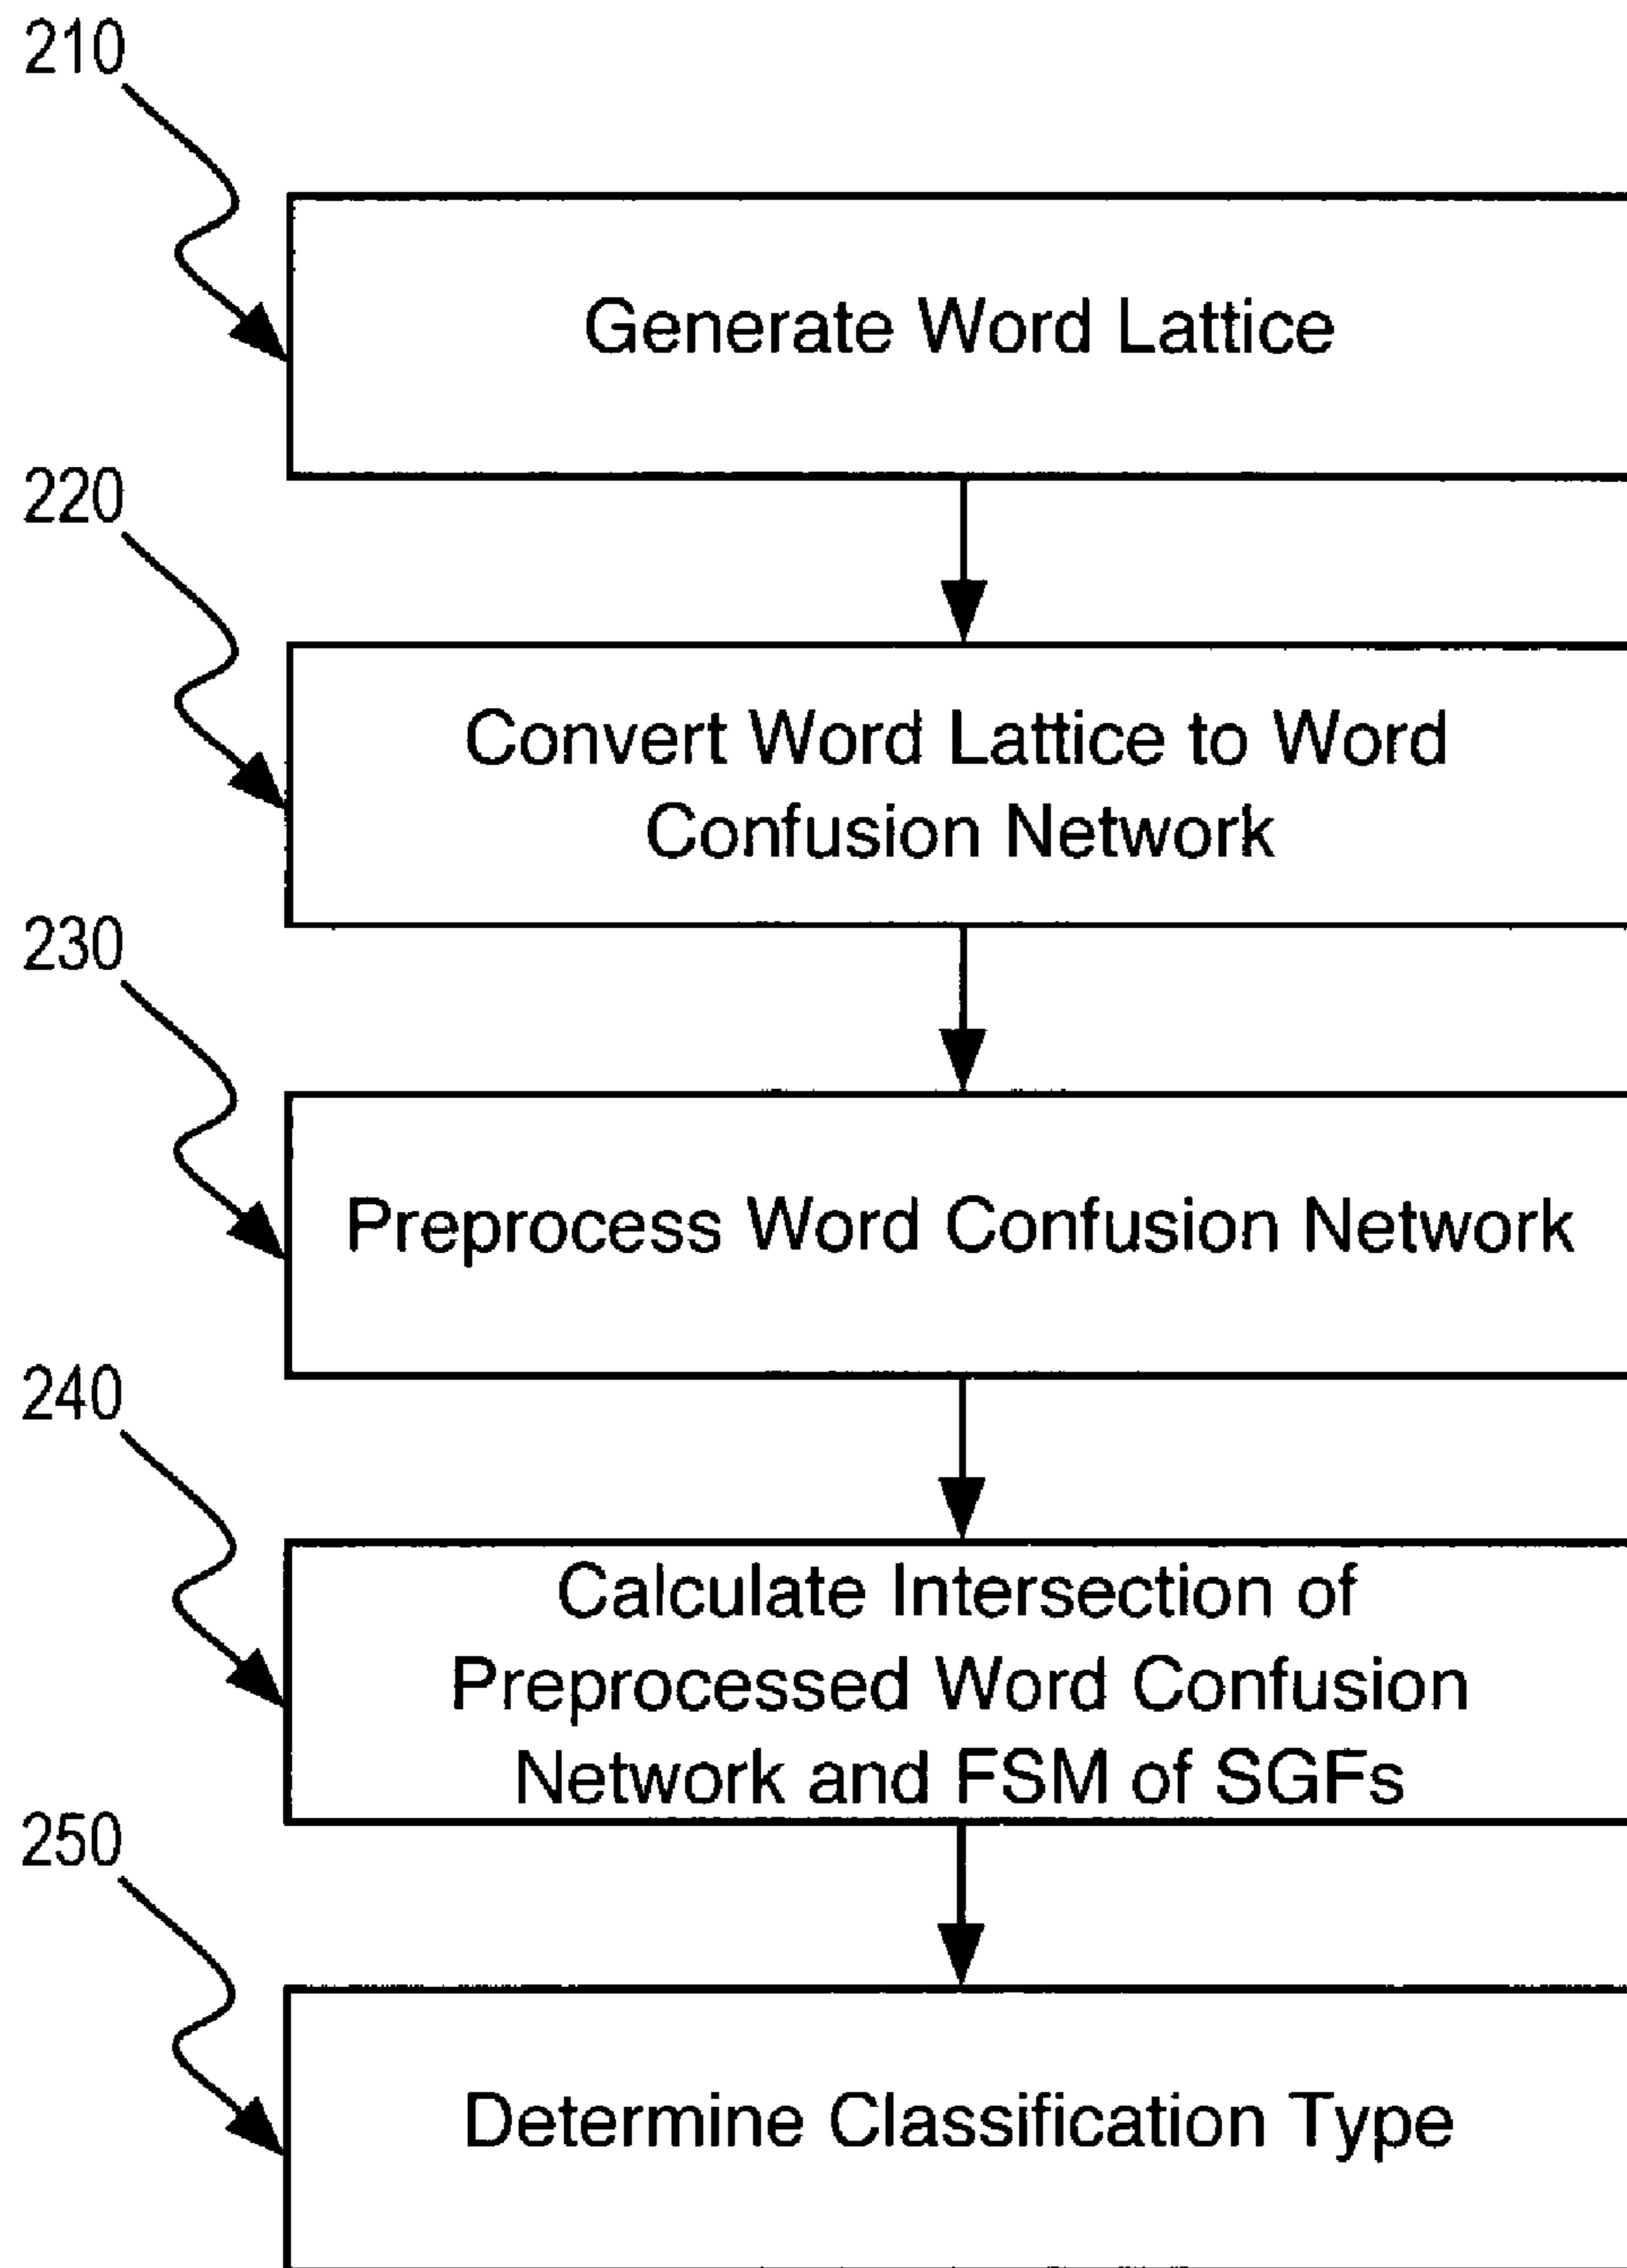 210
Generate Word Lattice
220
Convert Word Lattice to Word
Confusion Network
230
Preprocess Word Confusion Network
240
Calculate Intersection of
Preprocessed Word Confusion
Network and FSM of SGFs
250
Determine Classification Type